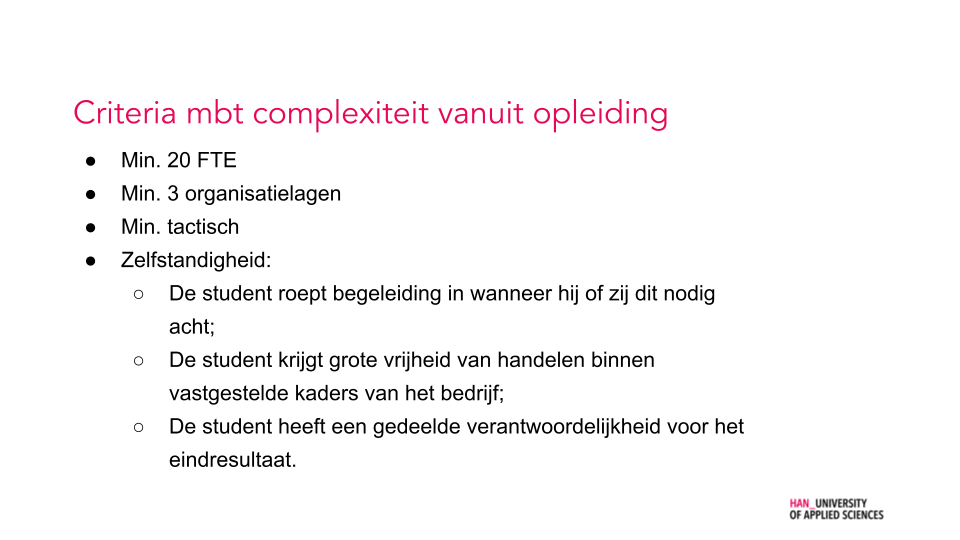 Criteria mbt complexiteit vanuit opleiding
● Min. 20 FTE
● Min. 3 organisatielagen
● Min. tactisch
● Zelfstandigheid:
○ De student roept begeleiding in wanneer hij of zij dit nodig
acht;
○ De student krijgt grote vrijheid van handelen binnen
vastgestelde kaders van het bedrijf;
○ De student heeft een gedeelde verantwoordelijkheid voor het
eindresultaat.
HAN_UNIVERSITY
OF APPLIED SCIENCES